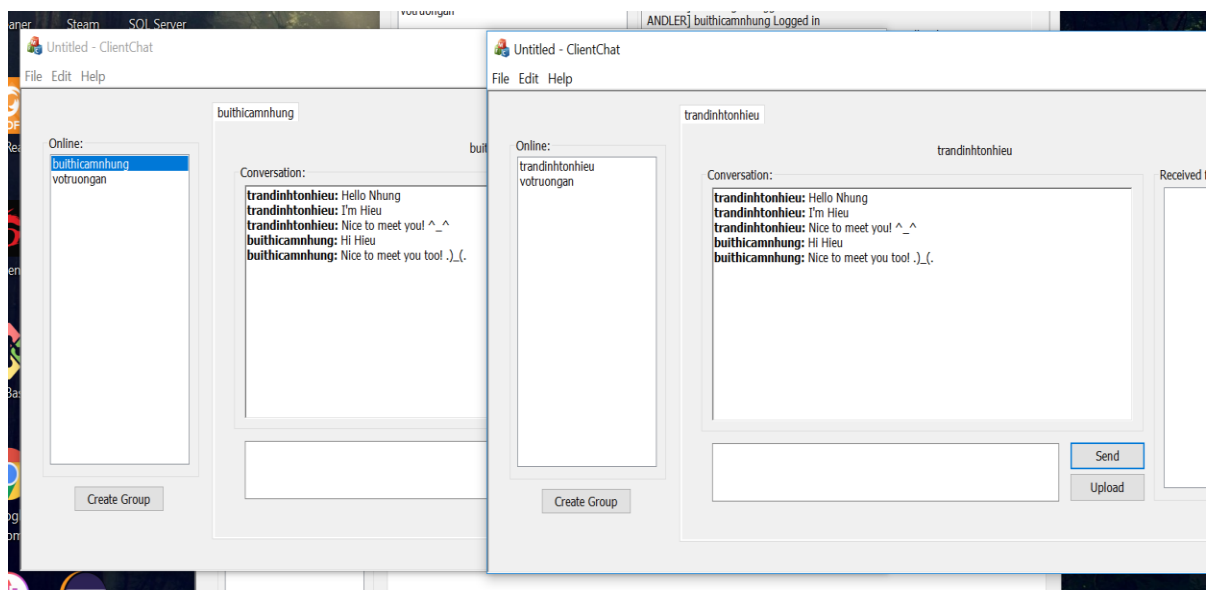 aner Steam SQL Server
votruongan
ANDLER] buithicamnhung Logged in
Untitled - ClientChat
File Edit Help
buithicamnhung
Online:
buithicamnhung
votruongan
Conversation:
trandinhtonhieu: Hello Nhung
trandinhtonhieu: I'm Hieu
trandinhtonhieu: Nice to meet you! ^_^
buithicamnhung: Hi Hieu
buithicamnhung: Nice to meet you too! .)_(.
Create Group
Untitled - ClientChat
File Edit Help
trandinhtonhieu
Online:
trandinhtonhieu
votruongan
trandinhtonhieu
Conversation:
trandinhtonhieu: Hello Nhung
trandinhtonhieu: I'm Hieu
trandinhtonhieu: Nice to meet you! ^_^
buithicamnhung: Hi Hieu
buithicamnhung: Nice to meet you too! .)_(.
Received
Send
Upload
Create Group